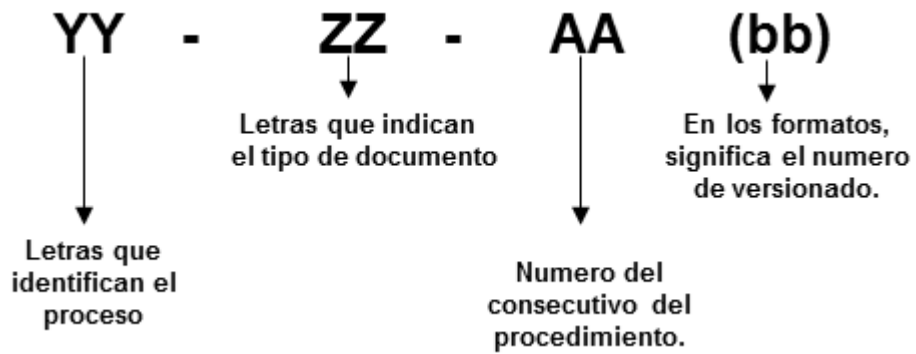 YY - ZZ - AA (bb)
Letras que indican
el tipo de documento
En los formatos,
significa el numero
de versionado.
Letras que
identifican el
proceso
Numero del
consecutivo del
procedimiento.